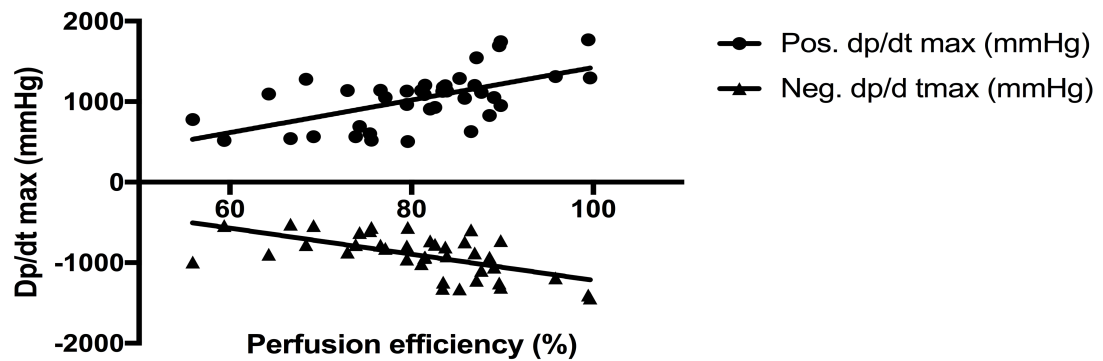 2000
1000
0
-1000
-2000
Dp/dt max (mmHg)
60 80 100
Perfusion efficiency (%)
Pos. dp/dt max (mmHg)
Neg. dp/d tmax (mmHg)